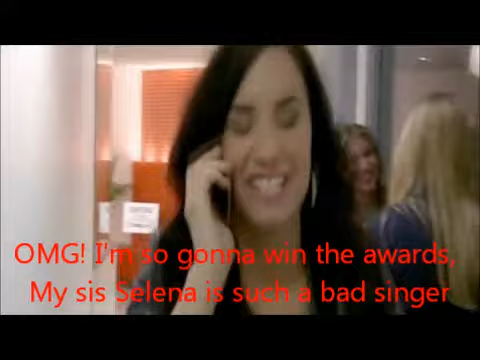 OMG! I'm so gonna win the awards,
My sis Selena is such a bad singer